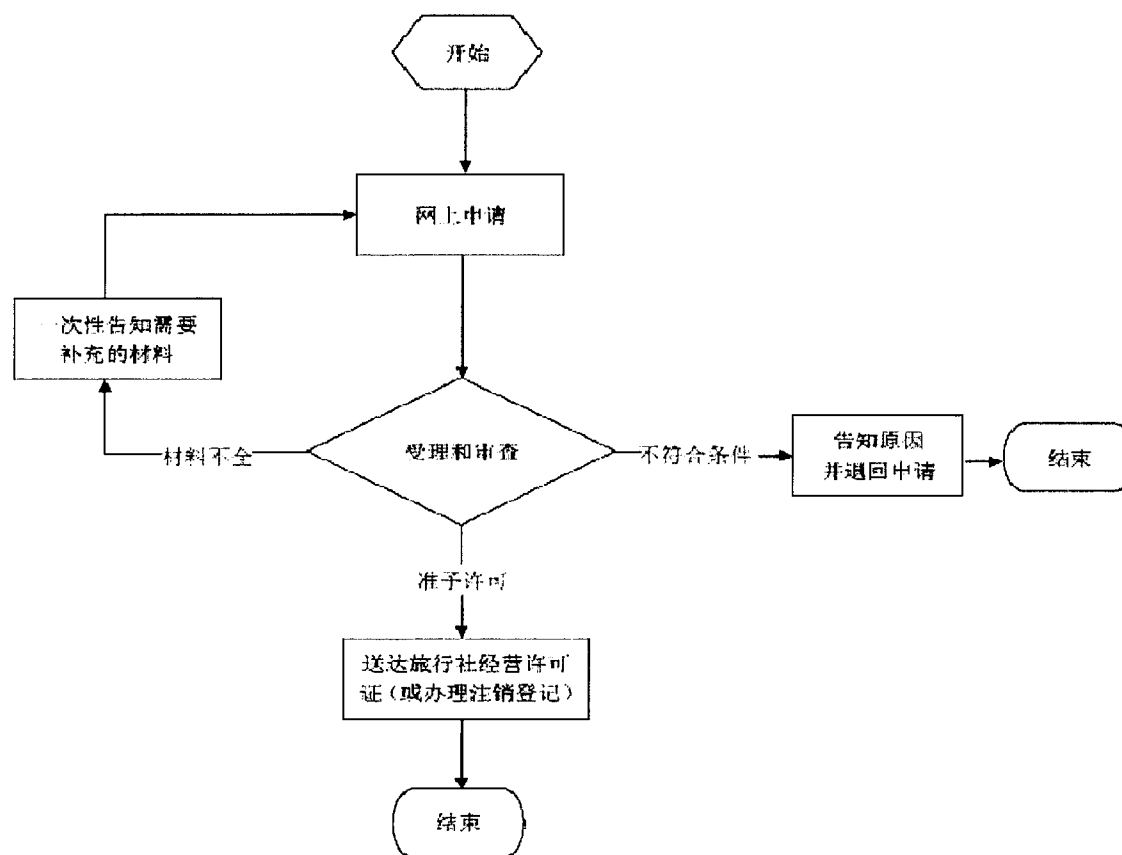 开始
网上申请
一次性告知需要
补充的材料
材料不全
受理和审查
不符合条件
告知原因
并退回申请
结束
准予许可
送达旅行社经营许可
证（或办理注销登记）
结束